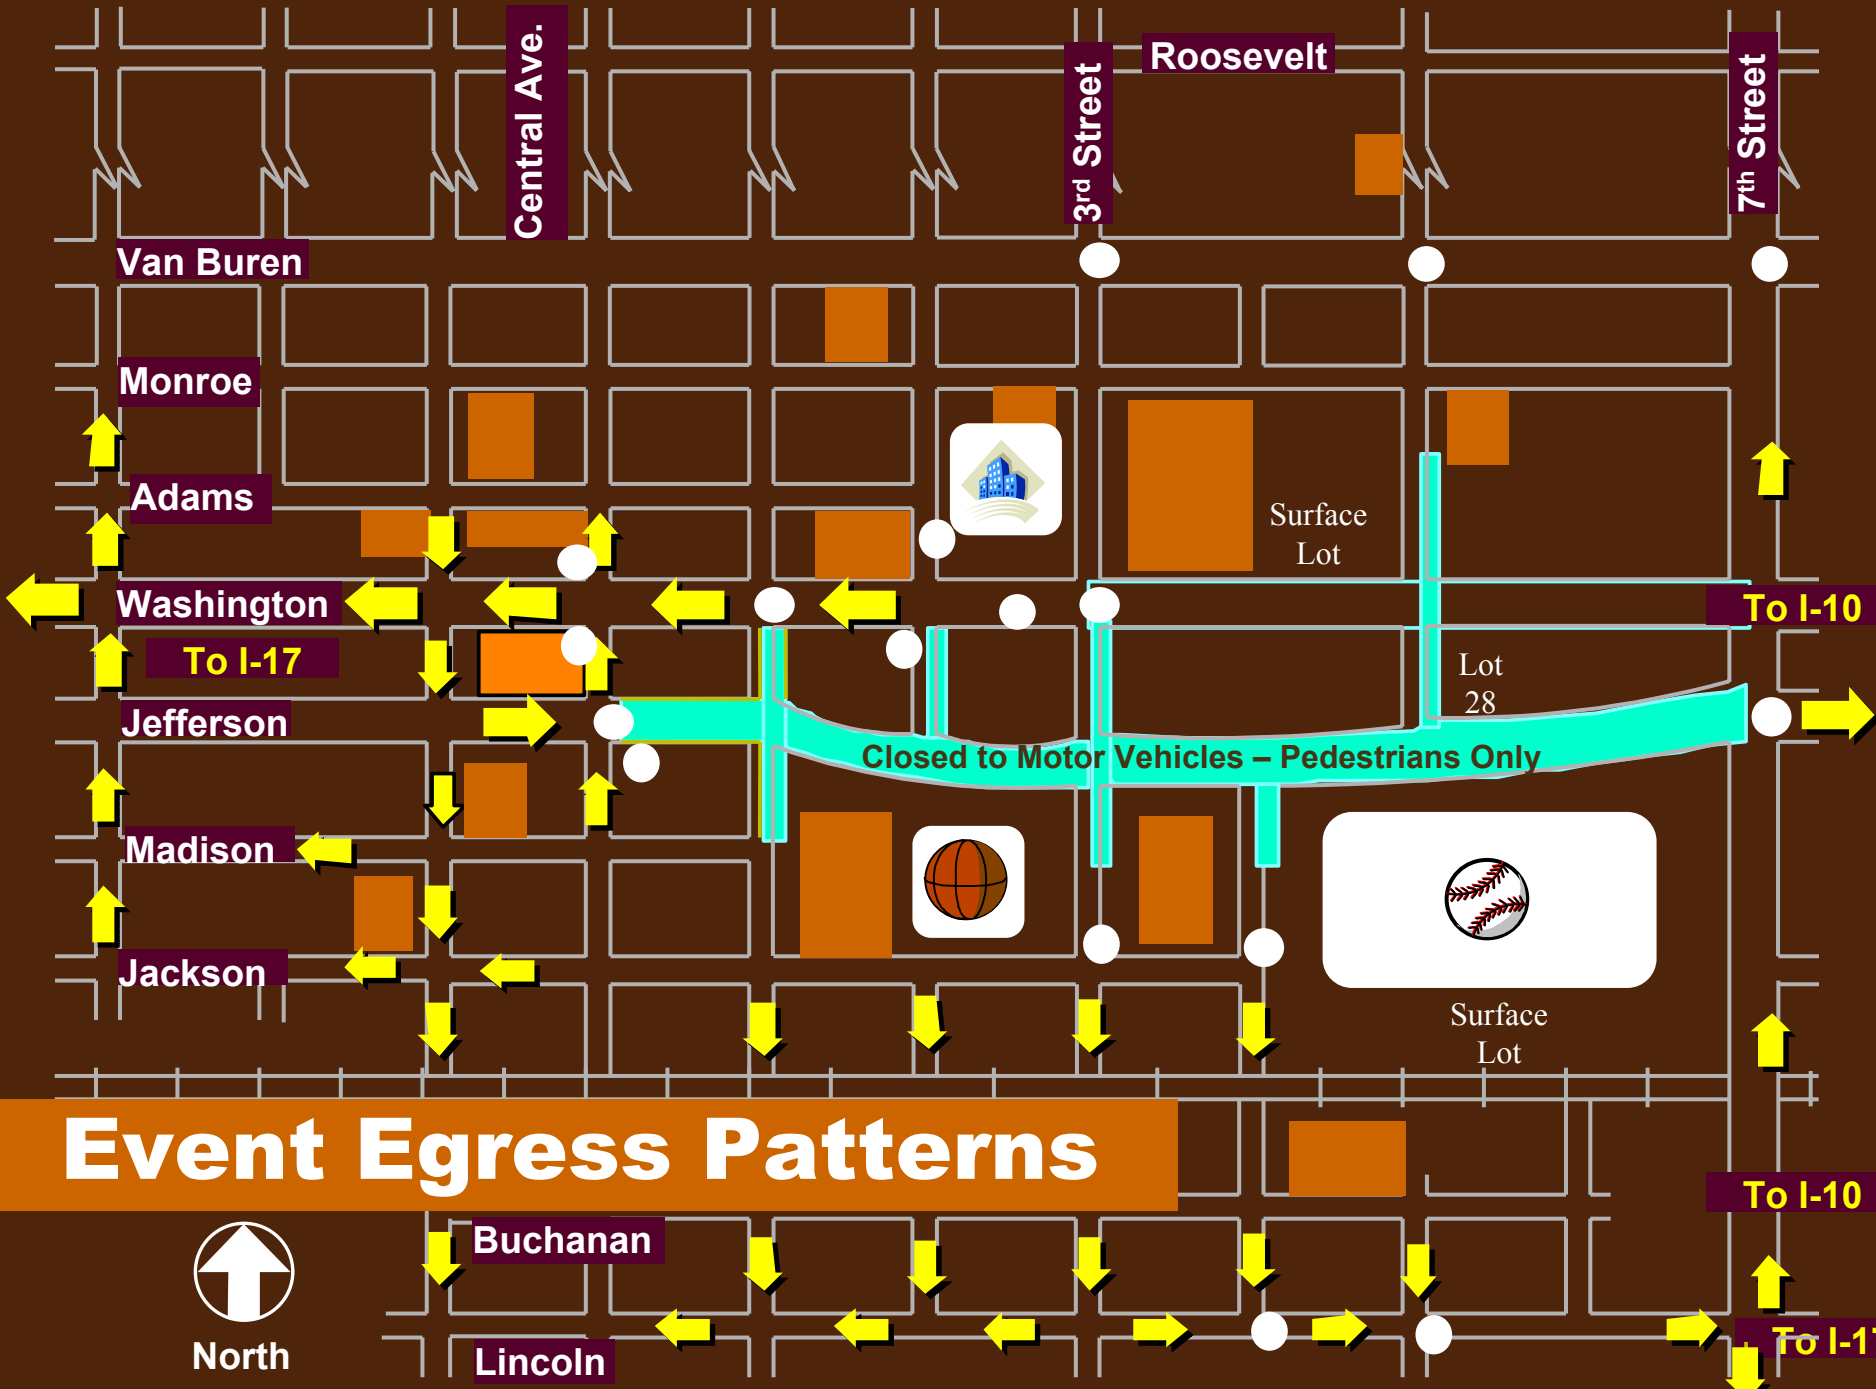 Central Ave.
3rd Street
Roosevelt
7th Street
Van Buren
Monroe
Adams
Surface
Lot
Washington
To I-10
To I-17
Lot
28
Jefferson
Closed to Motor Vehicles – Pedestrians Only
Madison
Jackson
Surface
Lot
Event Egress Patterns
To I-10
Buchanan
North
Lincoln
To I-17